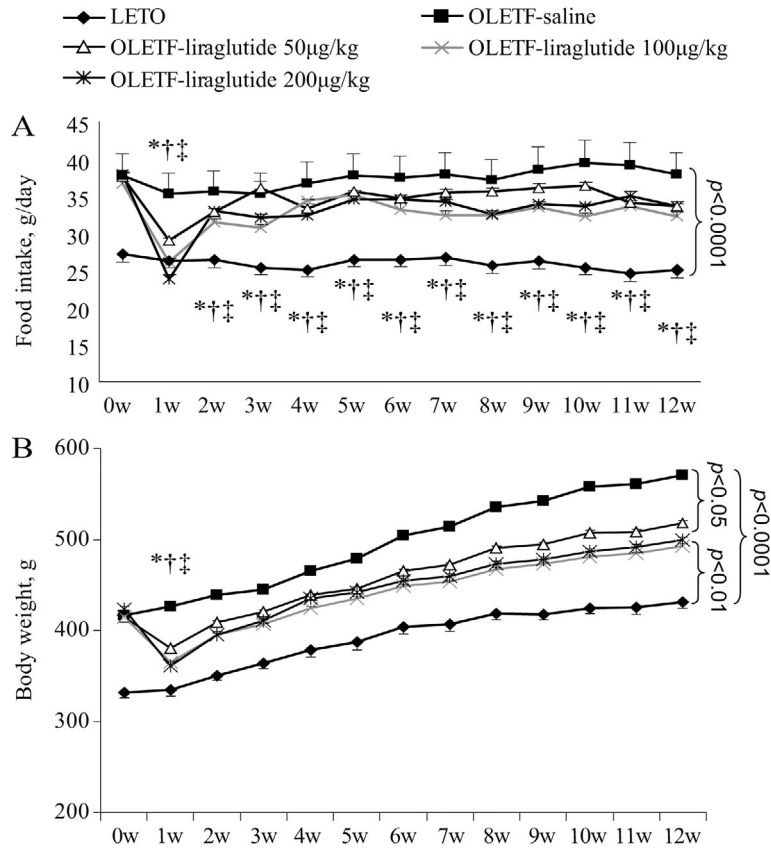 LETO
OLETF-saline
OLETF-liraglutide 50μg/kg
OLETF-liraglutide 100μg/kg
OLETF-liraglutide 200μg/kg
A
Food intake, g/day
45
40
35
30
25
20
15
10
*†‡
*†‡ *†‡ *†‡ *†‡ *†‡ *†‡ *†‡ *†‡ *†‡ *†‡ *†‡
p<0.0001
0w 1w 2w 3w 4w 5w 6w 7w 8w 9w 10w 11w 12w
B
Body weight, g
600
500
400
300
200
*†‡
p<0.05
p<0.01
p<0.0001
0w 1w 2w 3w 4w 5w 6w 7w 8w 9w 10w 11w 12w